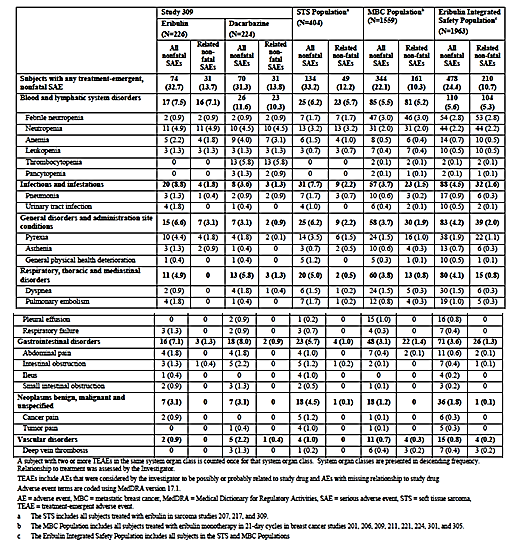 Study 309 STS Population^a (N=404) MBC Population^b (N=1559) Eribulin Integrated Safety Population^c (N=1963)
Eribulin (N=226) Dacarbazine (N=224)
All nonfatal SAEs Related non-fatal SAEs All nonfatal SAEs Related non-fatal SAEs All nonfatal SAEs Related nonfatal SAEs All nonfatal SAEs Related nonfatal SAEs All nonfatal SAEs Related nonfatal SAEs
Subjects with any treatment-emergent, nonfatal SAE 74 (32.7) 31 (13.7) 70 (31.3) 31 (13.8) 134 (33.2) 49 (12.2) 344 (22.1) 161 (10.3) 478 (24.4) 210 (10.7)
Blood and lymphatic system disorders 17 (7.5) 16 (7.1) 26 (11.6) 23 (10.3) 25 (6.2) 23 (5.7) 85 (5.5) 81 (5.2) 110 (5.6) 104 (5.3)
Febrile neutropenia 2 (0.9) 2 (0.9) 2 (0.9) 2 (0.9) 7 (1.7) 7 (1.7) 47 (3.0) 46 (3.0) 54 (2.8) 53 (2.8)
Neutropenia 11 (4.9) 11 (4.9) 10 (4.5) 10 (4.5) 13 (3.2) 13 (3.2) 31 (2.0) 31 (2.0) 44 (2.2) 44 (2.2)
Anemia 5 (2.2) 4 (1.8) 9 (4.0) 7 (3.1) 6 (1.5) 4 (1.0) 8 (0.5) 6 (0.4) 14 (0.7) 10 (0.5)
Leukopenia 3 (1.3) 3 (1.3) 3 (1.3) 3 (1.3) 3 (0.7) 3 (0.7) 7 (0.4) 7 (0.4) 10 (0.5) 10 (0.5)
Thrombocytopenia 0 0 13 (5.8) 13 (5.8) 0 0 2 (0.1) 2 (0.1) 2 (0.1) 2 (0.1)
Pancytopenia 0 0 3 (1.3) 2 (0.9) 0 0 2 (0.1) 1 (0.1) 2 (0.1) 1 (0.1)
Infections and infestations 20 (8.8) 4 (1.8) 8 (3.6) 3 (1.3) 31 (7.7) 9 (2.2) 57 (3.7) 23 (1.5) 88 (4.5) 32 (1.6)
Pneumonia 3 (1.3) 1 (0.4) 2 (0.9) 2 (0.9) 7 (1.7) 3 (0.7) 10 (0.6) 3 (0.2) 17 (0.9) 6 (0.3)
Urinary tract infection 4 (1.8) 0 2 (0.9) 0 4 (1.0) 0 6 (0.4) 2 (0.1) 10 (0.5) 2 (0.1)
General disorders and administration site conditions 15 (6.6) 7 (3.1) 7 (3.1) 2 (0.9) 25 (6.2) 9 (2.2) 58 (3.7) 30 (1.9) 83 (4.2) 39 (2.0)
Pyrexia 10 (4.4) 4 (1.8) 4 (1.8) 2 (0.1) 14 (3.5) 6 (1.5) 24 (1.5) 16 (1.0) 38 (1.9) 22 (1.1)
Asthenia 3 (1.3) 2 (0.9) 1 (0.4) 0 3 (0.7) 2 (0.5) 10 (0.6) 4 (0.3) 13 (0.7) 6 (0.3)
General physical health deterioration 1 (0.4) 0 1 (0.4) 0 5 (1.2) 0 5 (0.3) 1 (0.1) 10 (0.5) 1 (0.1)
Respiratory, thoracic and mediastinal disorders 11 (4.9) 0 13 (5.8) 3 (1.3) 20 (5.0) 2 (0.5) 60 (3.8) 13 (0.8) 80 (4.1) 15 (0.8)
Dyspnea 2 (0.9) 0 4 (1.8) 1 (0.4) 6 (1.5) 1 (0.2) 24 (1.5) 5 (0.3) 30 (1.5) 6 (0.3)
Pulmonary embolism 4 (1.8) 0 2 (0.9) 0 7 (1.7) 1 (0.2) 12 (0.8) 4 (0.3) 19 (1.0) 5 (0.3)
Pleural effusion 0 0 2 (0.9) 0 1 (0.2) 0 15 (1.0) 0 16 (0.8) 0
Respiratory failure 3 (1.3) 0 2 (0.9) 0 3 (0.7) 0 4 (0.3) 0 7 (0.4) 0
Gastrointestinal disorders 16 (7.1) 3 (1.3) 18 (8.0) 2 (0.9) 23 (5.7) 4 (1.0) 48 (3.1) 22 (1.4) 71 (3.6) 26 (1.3)
Abdominal pain 4 (1.8) 0 4 (1.8) 0 4 (1.0) 0 7 (0.4) 2 (0.1) 11 (0.6) 2 (0.1)
Intestinal obstruction 3 (1.3) 1 (0.4) 5 (2.2) 0 5 (1.2) 1 (0.2) 2 (0.1) 0 7 (0.4) 1 (0.1)
Ileus 1 (0.4) 0 0 0 4 (1.0) 0 0 0 4 (0.2) 0
Small intestinal obstruction 2 (0.9) 0 3 (1.3) 0 2 (0.5) 0 1 (0.1) 0 3 (0.2) 0
Neoplasms benign, malignant and unspecified 7 (3.1) 0 7 (3.1) 0 18 (4.5) 1 (0.1) 18 (1.2) 0 36 (1.8) 1 (0.1)
Cancer pain 2 (0.9) 0 0 0 5 (1.2) 0 1 (0.1) 0 6 (0.3) 0
Tumor pain 0 0 1 (0.4) 0 4 (1.0) 0 1 (0.1) 0 5 (0.3) 0
Vascular disorders 2 (0.9) 0 5 (2.2) 1 (0.4) 4 (1.0) 0 11 (0.7) 4 (0.3) 15 (0.8) 4 (0.2)
Deep vein thrombosis 0 0 3 (1.3) 0 1 (0.2) 0 6 (0.4) 3 (0.2) 7 (0.4) 3 (0.2)
A subject with two or more TEAEs in the same system organ class is counted once for that system organ class. System organ classes are presented in descending frequency.
Relationship to treatment was assessed by the Investigator.
TEAEs include AEs that were considered by the Investigator to be possibly or probably related to study drug and AEs with missing relationship to study drug
Adverse event terms are coded using MedDRA version 17.1.
AE = adverse event, MBC = metastatic breast cancer, MedDRA = Medical Dictionary for Regulatory Activities, SAE = serious adverse event, STS = soft tissue sarcoma,
TEAE = treatment-emergent adverse event.
a The STS includes all subjects treated with eribulin in sarcoma studies 207, 217, and 309.
b The MBC Population includes all subjects treated with eribulin monotherapy in 21-day cycles in breast cancer studies 201, 206, 209, 211, 221, 224, 301, and 305.
c The Eribulin Integrated Safety Population includes all subjects in the STS and MBC Populations